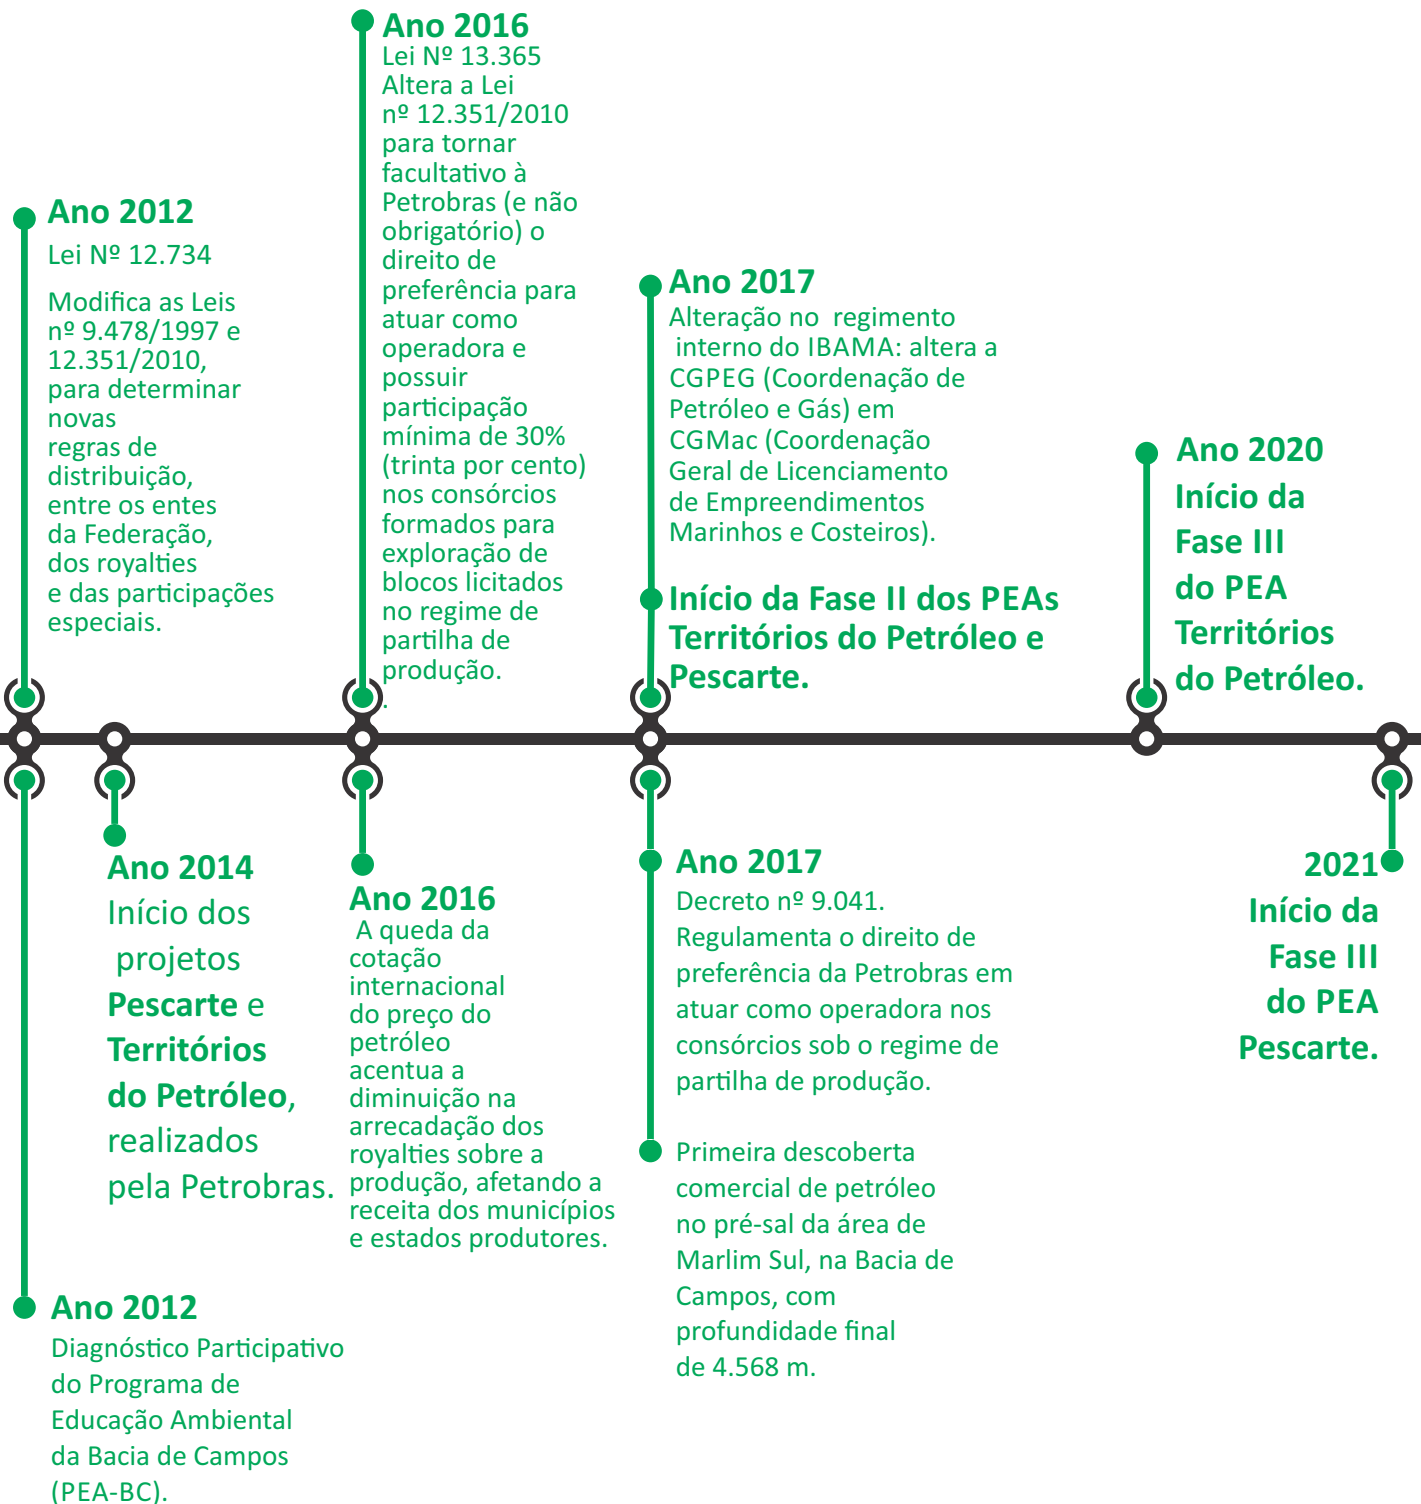 Ano 2012
Lei Nº 12.734
Modifica as Leis
nº 9.478/1997 e
12.351/2010,
para determinar
novas
regras de
distribuição,
entre os entes
da Federação,
dos royalties
e das participações
especiais.
Ano 2016
Lei Nº 13.365
Altera a Lei
nº 12.351/2010
para tornar
facultativo à
Petrobras (e não
obrigatório) o
direito de
preferência para
atuar como
operadora e
possuir
participação
mínima de 30%
(trinta por cento)
nos consórcios
formados para
exploração de
blocos licitados
no regime de
partilha de
produção.
.
Ano 2017
Alteração no regimento
interno do IBAMA: altera a
CGPEG (Coordenação de
Petróleo e Gás) em
CGMac (Coordenação
Geral de Licenciamento
de Empreendimentos
Marinhos e Costeiros).
Início da Fase II dos PEAs
Territórios do Petróleo e
Pescarte.
Ano 2020
Início da
Fase III
do PEA
Territórios
do Petróleo.
Ano 2012
Diagnóstico Participativo
do Programa de
Educação Ambiental
da Bacia de Campos
(PEA-BC).
Ano 2014
Início dos
projetos
Pescarte e
Territórios
do Petróleo,
realizados
pela Petrobras.
Ano 2016
A queda da
cotação
internacional
do preço do
petróleo
acentua a
diminuição na
arrecadação dos
royalties sobre a
produção, afetando a
receita dos municípios
e estados produtores.
Ano 2017
Decreto nº 9.041.
Regulamenta o direito de
preferência da Petrobras em
atuar como operadora nos
consórcios sob o regime de
partilha de produção.
Primeira descoberta
comercial de petróleo
no pré-sal da área de
Marlim Sul, na Bacia de
Campos, com
profundidade final
de 4.568 m.
2021
Início da
Fase III
do PEA
Pescarte.